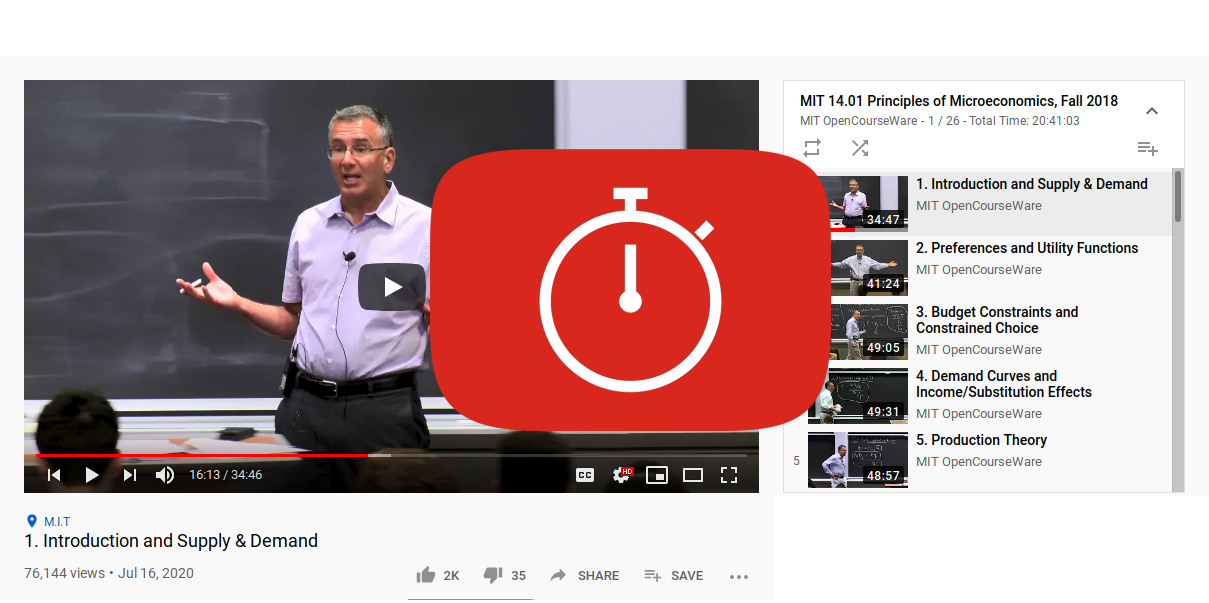 16:13 / 34:46
CC
HD
M.I.T
1. Introduction and Supply & Demand
76,144 views • Jul 16, 2020
2K
35
SHARE
SAVE
MIT 14.01 Principles of Microeconomics, Fall 2018
MIT OpenCourseWare - 1 / 26 - Total Time: 20:41:03
34:47
1. Introduction and Supply & Demand
MIT OpenCourseWare
41:24
2. Preferences and Utility Functions
MIT OpenCourseWare
49:05
3. Budget Constraints and
Constrained Choice
MIT OpenCourseWare
49:31
4. Demand Curves and
Income/Substitution Effects
MIT OpenCourseWare
5
48:57
5. Production Theory
MIT OpenCourseWare